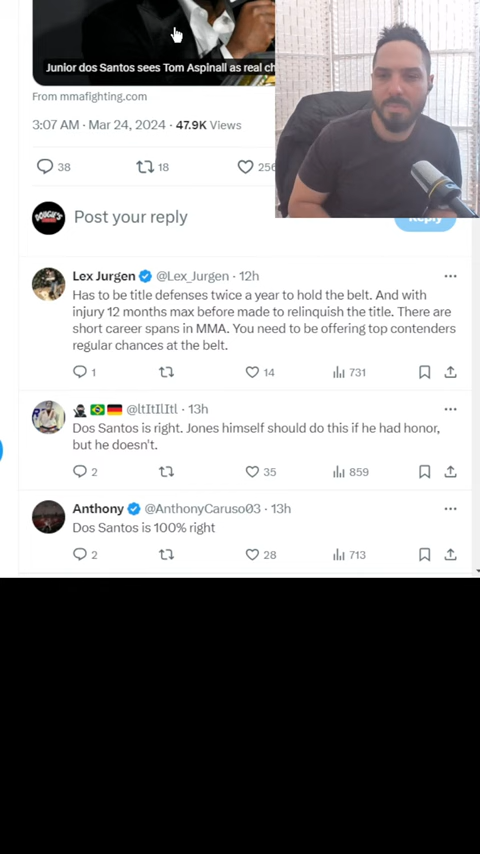 Junior dos Santos sees Tom Aspinall as real ch
From mmafighting.com
3:07 AM · Mar 24, 2024 · 47.9K Views
38 18 256
DOUGH'S
Post your reply
Reply
Lex Jurgen @Lex_Jurgen · 12h
Has to be title defenses twice a year to hold the belt. And with
injury 12 months max before made to relinquish the title. There are
short career spans in MMA. You need to be offering top contenders
regular chances at the belt.
1 14 731
@ltItIlItl · 13h
Dos Santos is right. Jones himself should do this if he had honor,
but he doesn't.
2 35 859
Anthony @AnthonyCaruso03 · 13h
Dos Santos is 100% right
2 28 713